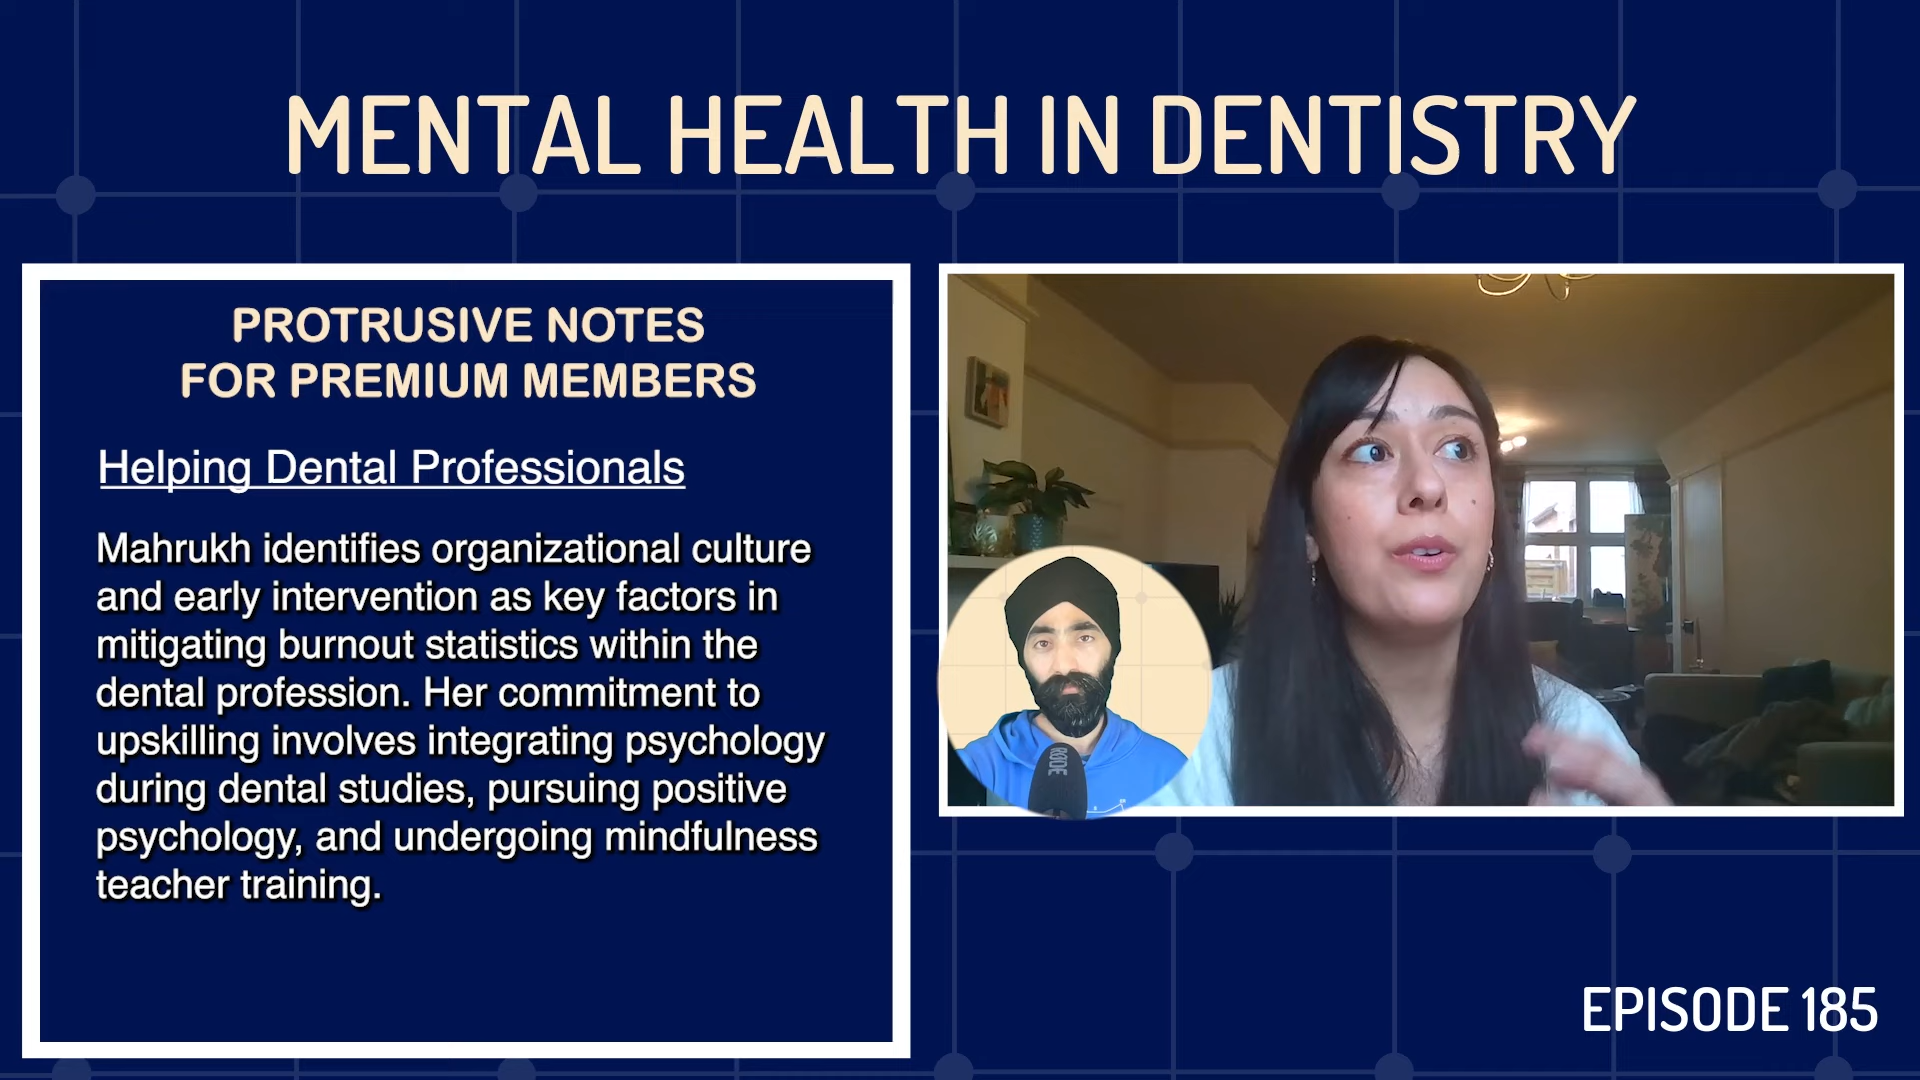 MENTAL HEALTH IN DENTISTRY
PROTRUSIVE NOTES
FOR PREMIUM MEMBERS
Helping Dental Professionals
Mahrukh identifies organizational culture
and early intervention as key factors in
mitigating burnout statistics within the
dental profession. Her commitment to
upskilling involves integrating psychology
during dental studies, pursuing positive
psychology, and undergoing mindfulness
teacher training.
RODE
EPISODE 185